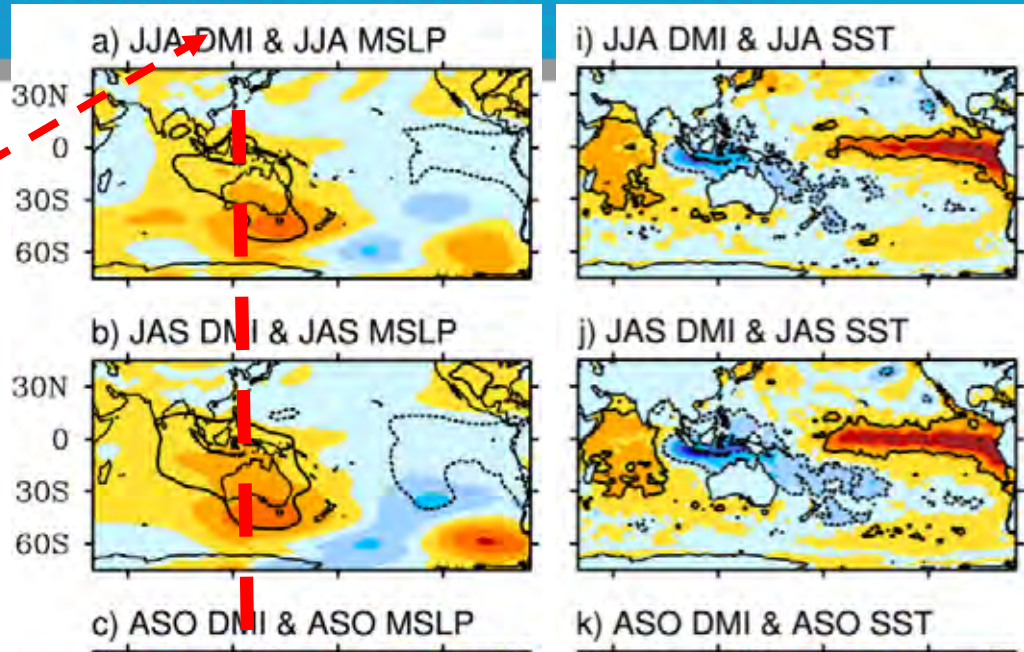 a) JJA DMI & JJA MSLP
30N
0
30S
60S
i) JJA DMI & JJA SST
b) JAS DMI & JAS MSLP
30N
0
30S
60S
j) JAS DMI & JAS SST
c) ASO DMI & ASO MSLP
k) ASO DMI & ASO SST